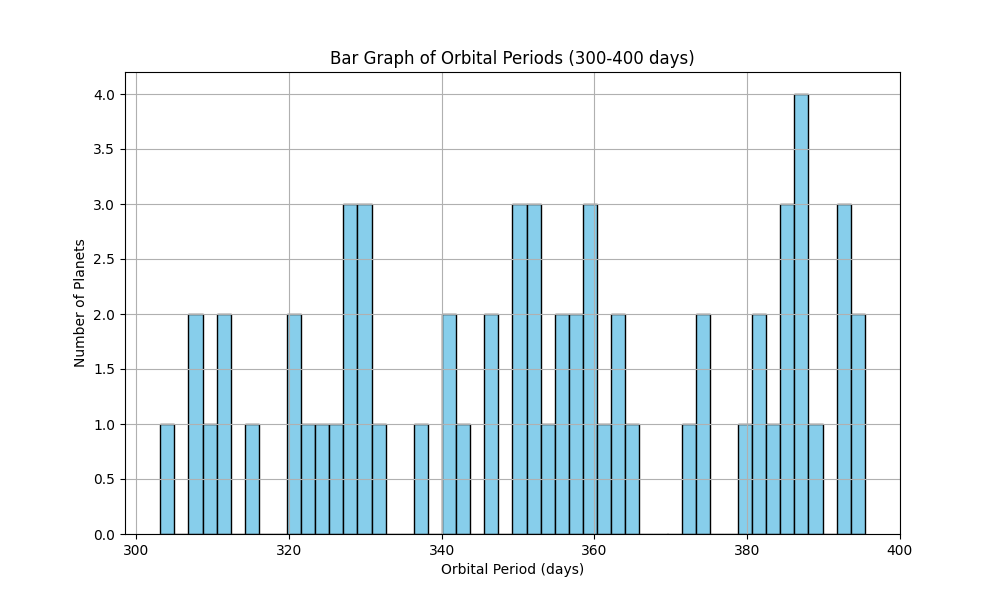 Bar Graph of Orbital Periods (300-400 days)
Number of Planets
4.0
3.5
3.0
2.5
2.0
1.5
1.0
0.5
0.0
300 320 340 360 380 400
Orbital Period (days)